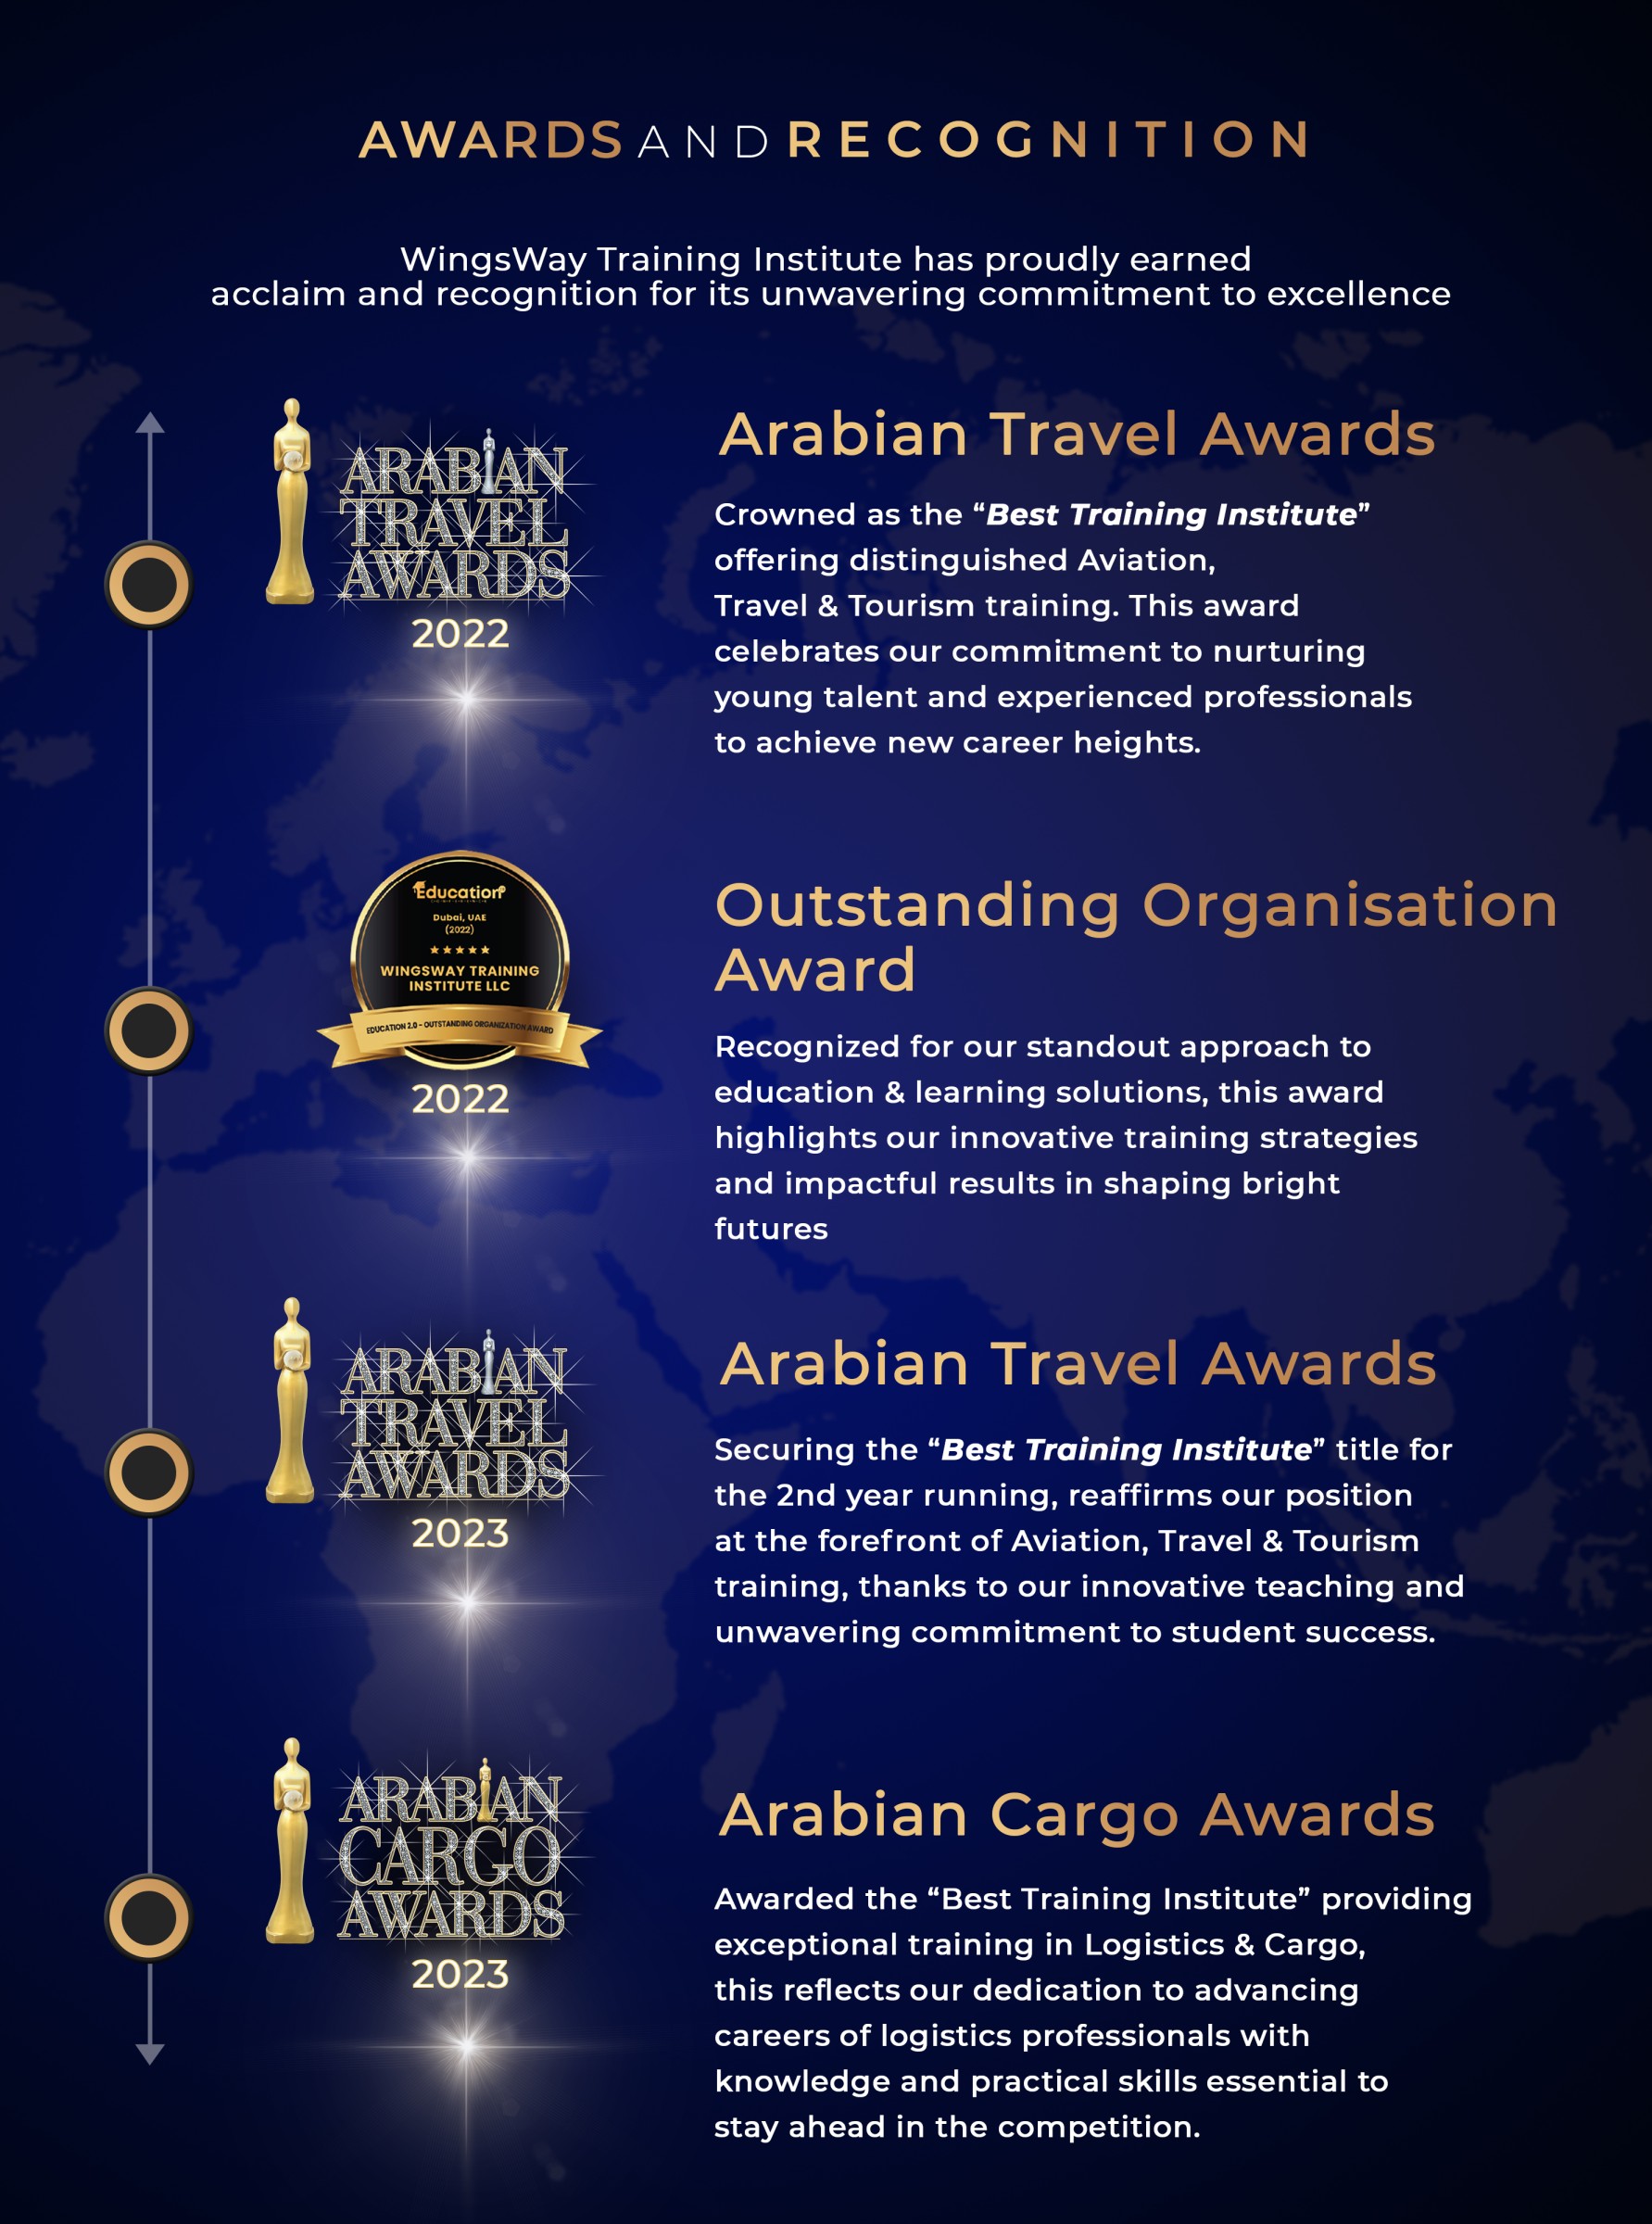 AWARDS AND RECOGNITION
WingsWay Training Institute has proudly earned
acclaim and recognition for its unwavering commitment to excellence
ARABIAN
TRAVEL
AWARDS
2022
Arabian Travel Awards
Crowned as the “Best Training Institute”
offering distinguished Aviation,
Travel & Tourism training. This award
celebrates our commitment to nurturing
young talent and experienced professionals
to achieve new career heights.
Education
Dubai, UAE
(2022)
WINGSWAY TRAINING
INSTITUTE LLC
EDUCATION 2.0 - OUTSTANDING ORGANIZATION AWARD
2022
Outstanding Organisation
Award
Recognized for our standout approach to
education & learning solutions, this award
highlights our innovative training strategies
and impactful results in shaping bright
futures
ARABIAN
TRAVEL
AWARDS
2023
Arabian Travel Awards
Securing the “Best Training Institute” title for
the 2nd year running, reaffirms our position
at the forefront of Aviation, Travel & Tourism
training, thanks to our innovative teaching and
unwavering commitment to student success.
ARABIAN
CARGO
AWARDS
2023
Arabian Cargo Awards
Awarded the “Best Training Institute” providing
exceptional training in Logistics & Cargo,
this reflects our dedication to advancing
careers of logistics professionals with
knowledge and practical skills essential to
stay ahead in the competition.